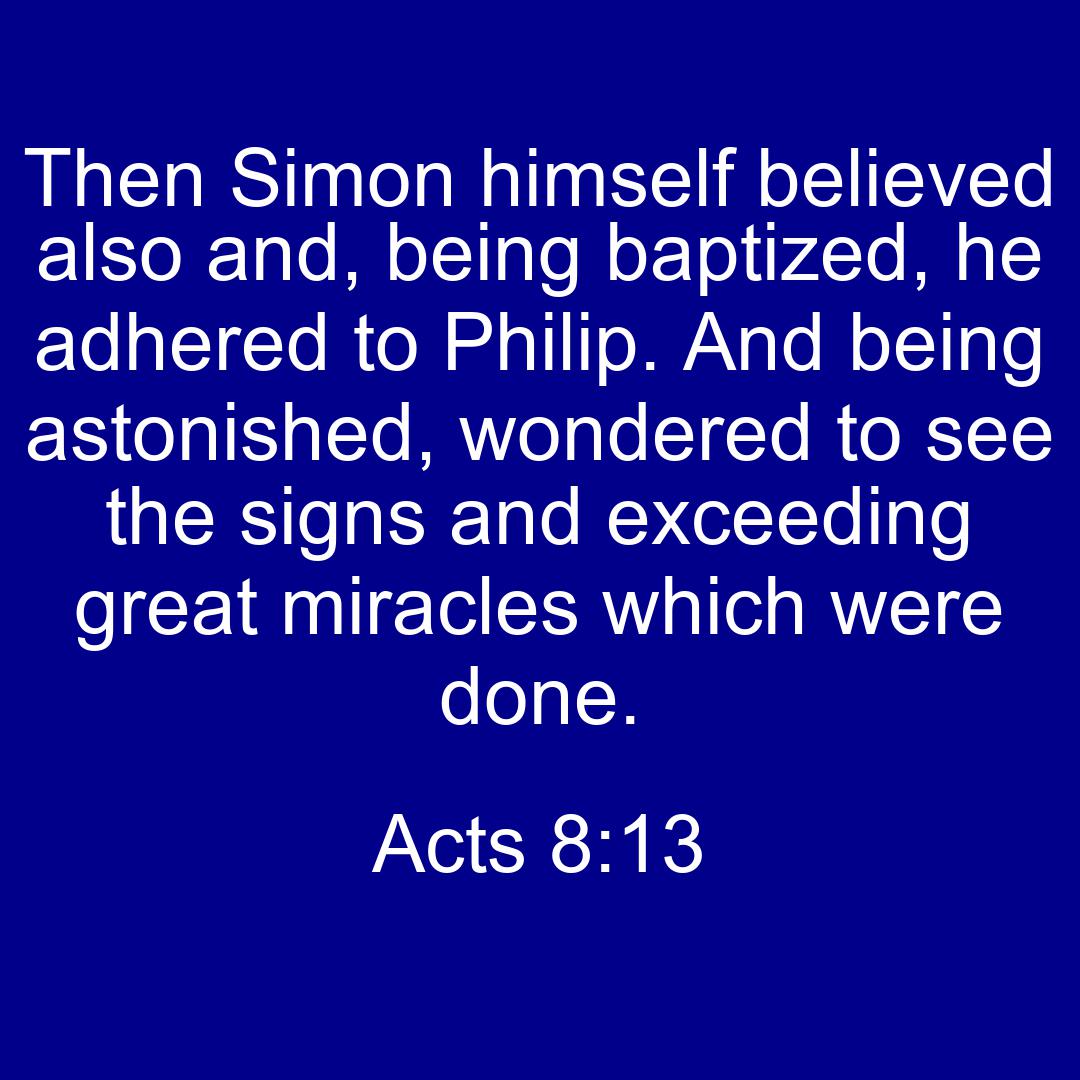 Then Simon himself believed
also and, being baptized, he
adhered to Philip. And being
astonished, wondered to see
the signs and exceeding
great miracles which were
done.
Acts 8:13